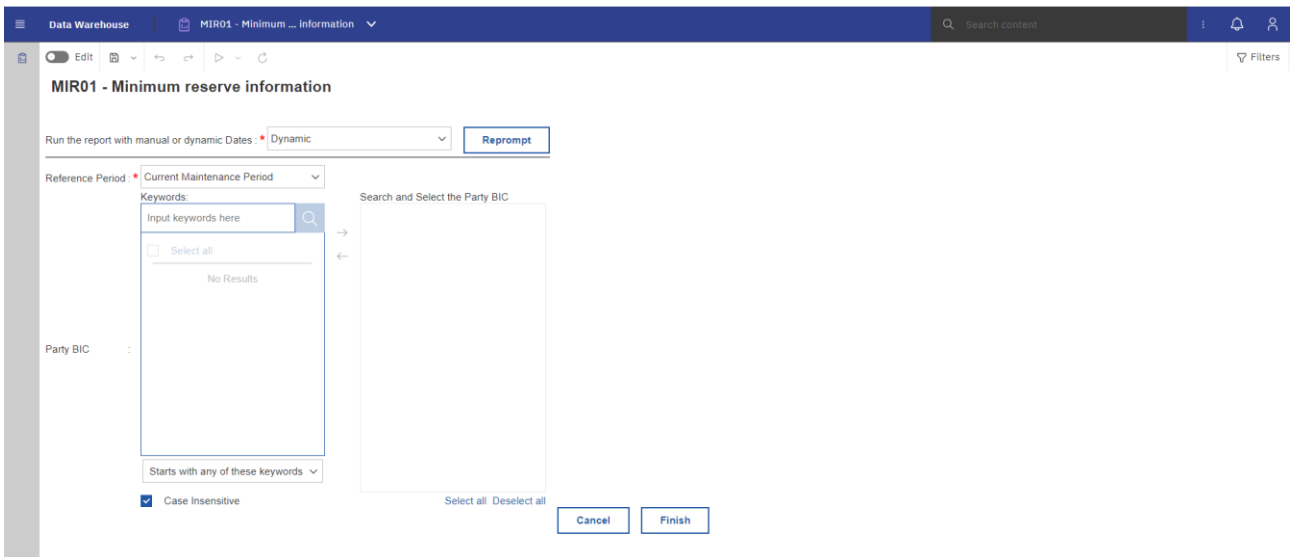 Data Warehouse
MIR01 - Minimum ... information
Search content
Edit
Filters
MIR01 - Minimum reserve information
Run the report with manual or dynamic Dates : * Dynamic
Reprompt
Reference Period : * Current Maintenance Period
Keywords:
Search and Select the Party BIC
Input keywords here
Select all
No Results
Party BIC :
Starts with any of these keywords
Case Insensitive
Select all Deselect all
Cancel
Finish